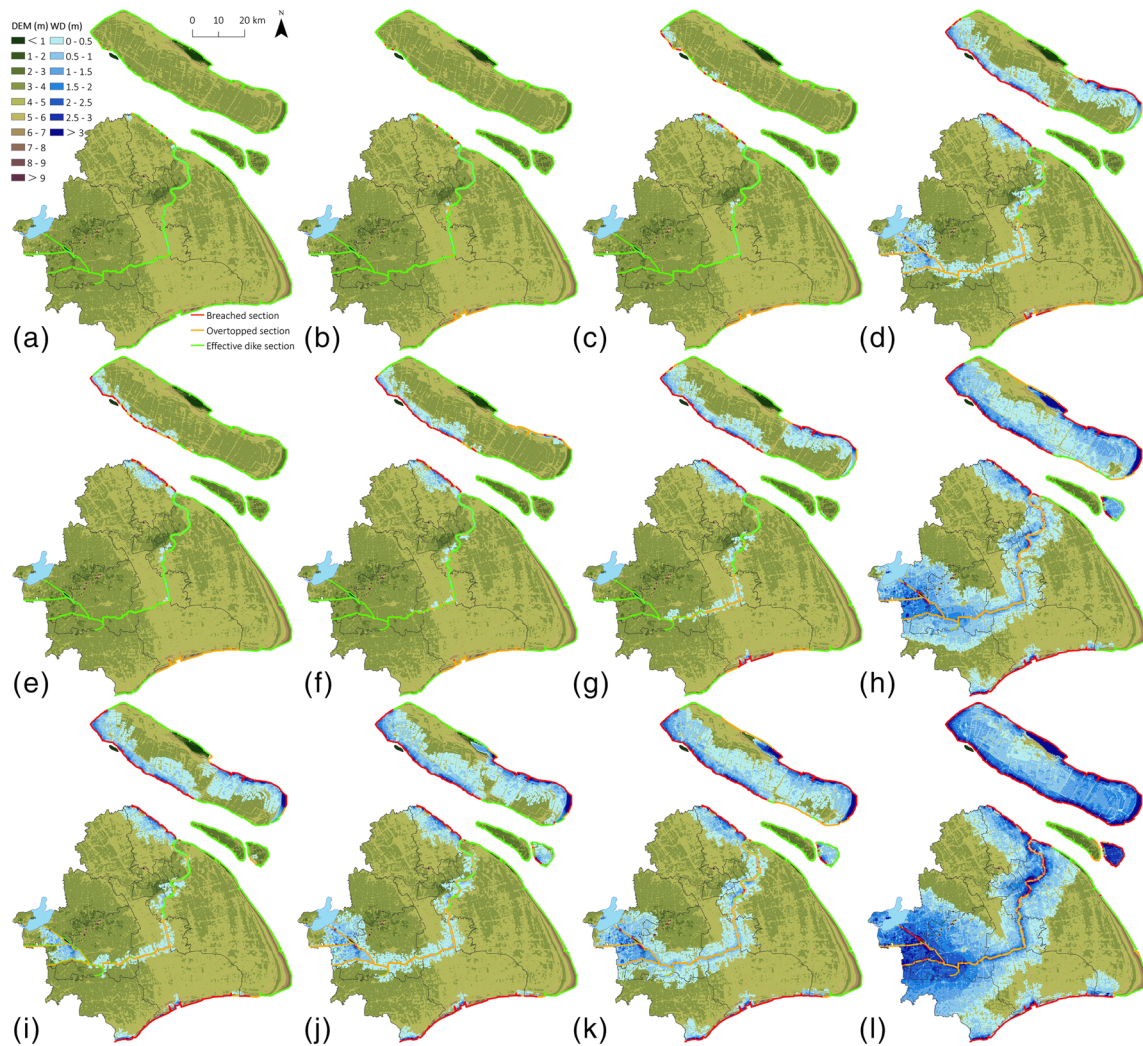 DEM (m) WD (m)
< 1 0 - 0.5
1 - 2 0.5 - 1
2 - 3 1 - 1.5
3 - 4 1.5 - 2
4 - 5 2 - 2.5
5 - 6 2.5 - 3
6 - 7 > 3
7 - 8
8 - 9
> 9
0 10 20 km
N
Breached section
Overtopped section
Effective dike section
(a)
(b)
(c)
(d)
(e)
(f)
(g)
(h)
(i)
(j)
(k)
(l)